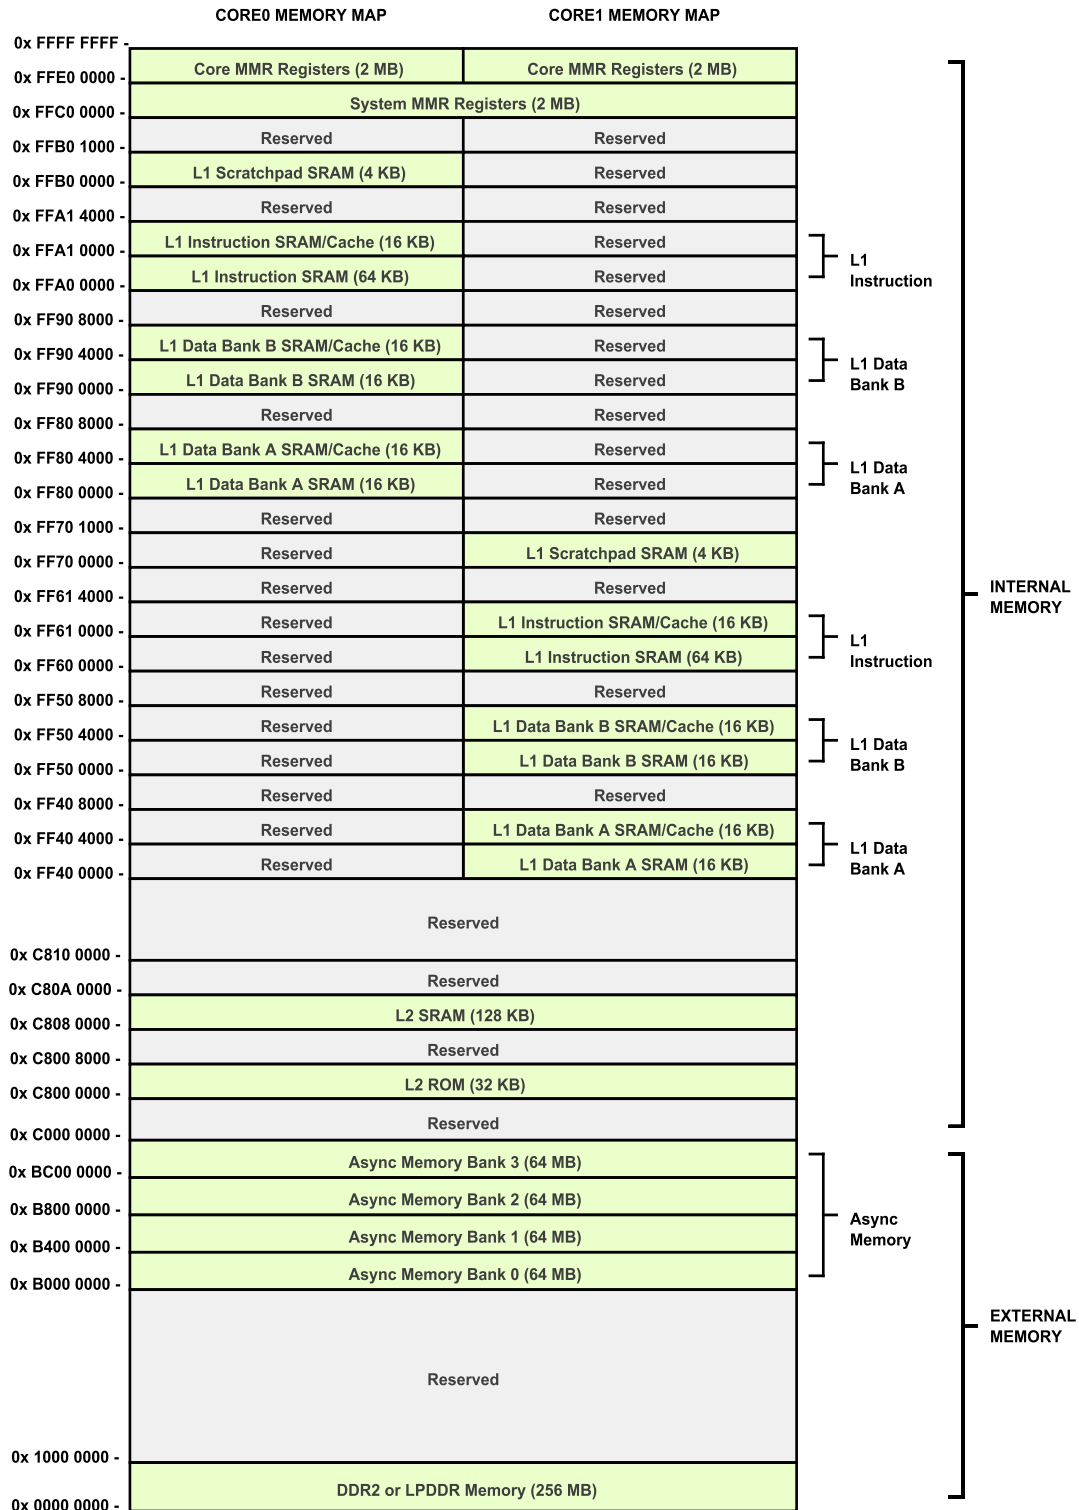 CORE0 MEMORY MAP CORE1 MEMORY MAP
0x FFFF FFFF -
Core MMR Registers (2 MB) Core MMR Registers (2 MB)
0x FFE0 0000 -
System MMR Registers (2 MB)
0x FFC0 0000 -
Reserved Reserved
0x FFB0 1000 -
L1 Scratchpad SRAM (4 KB) Reserved
0x FFB0 0000 -
Reserved Reserved
0x FFA1 4000 -
L1 Instruction SRAM/Cache (16 KB) Reserved
0x FFA1 0000 -
L1 Instruction SRAM (64 KB) Reserved
0x FFA0 0000 -
L1
Instruction
Reserved Reserved
0x FF90 8000 -
L1 Data Bank B SRAM/Cache (16 KB) Reserved
0x FF90 4000 -
L1 Data Bank B SRAM (16 KB) Reserved
0x FF90 0000 -
L1 Data
Bank B
Reserved Reserved
0x FF80 8000 -
L1 Data Bank A SRAM/Cache (16 KB) Reserved
0x FF80 4000 -
L1 Data Bank A SRAM (16 KB) Reserved
0x FF80 0000 -
L1 Data
Bank A
Reserved Reserved
0x FF70 1000 -
Reserved L1 Scratchpad SRAM (4 KB)
0x FF70 0000 -
Reserved Reserved
0x FF61 4000 -
INTERNAL
MEMORY
Reserved L1 Instruction SRAM/Cache (16 KB)
0x FF61 0000 -
Reserved L1 Instruction SRAM (64 KB)
0x FF60 0000 -
L1
Instruction
Reserved Reserved
0x FF50 8000 -
Reserved L1 Data Bank B SRAM/Cache (16 KB)
0x FF50 4000 -
Reserved L1 Data Bank B SRAM (16 KB)
0x FF50 0000 -
L1 Data
Bank B
Reserved Reserved
0x FF40 8000 -
Reserved L1 Data Bank A SRAM/Cache (16 KB)
0x FF40 4000 -
Reserved L1 Data Bank A SRAM (16 KB)
0x FF40 0000 -
L1 Data
Bank A
Reserved
0x C810 0000 -
Reserved
0x C80A 0000 -
L2 SRAM (128 KB)
0x C808 0000 -
Reserved
0x C800 8000 -
L2 ROM (32 KB)
0x C800 0000 -
Reserved
0x C000 0000 -
Async Memory Bank 3 (64 MB)
0x BC00 0000 -
Async Memory Bank 2 (64 MB)
0x B800 0000 -
Async Memory Bank 1 (64 MB)
0x B400 0000 -
Async Memory Bank 0 (64 MB)
0x B000 0000 -
Async
Memory
EXTERNAL
MEMORY
Reserved
0x 1000 0000 -
DDR2 or LPDDR Memory (256 MB)
0x 0000 0000 -